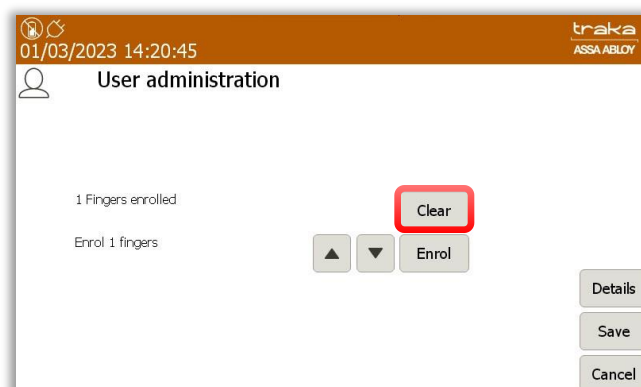 traka
01/03/2023 14:20:45
ASSA ABLOY
User administration
1 Fingers enrolled
Clear
Enrol 1 fingers
▲ ▼ Enrol
Details
Save
Cancel